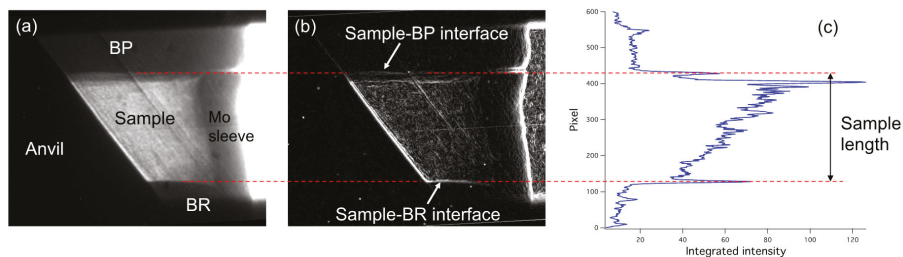 (a)
BP
Sample
Mo
sleeve
Anvil
BR
(b)
Sample-BP interface
Sample-BR interface
(c)
600
500
400
300
200
100
0
Pixel
20
40
60
80
100
120
Integrated intensity
Sample
length